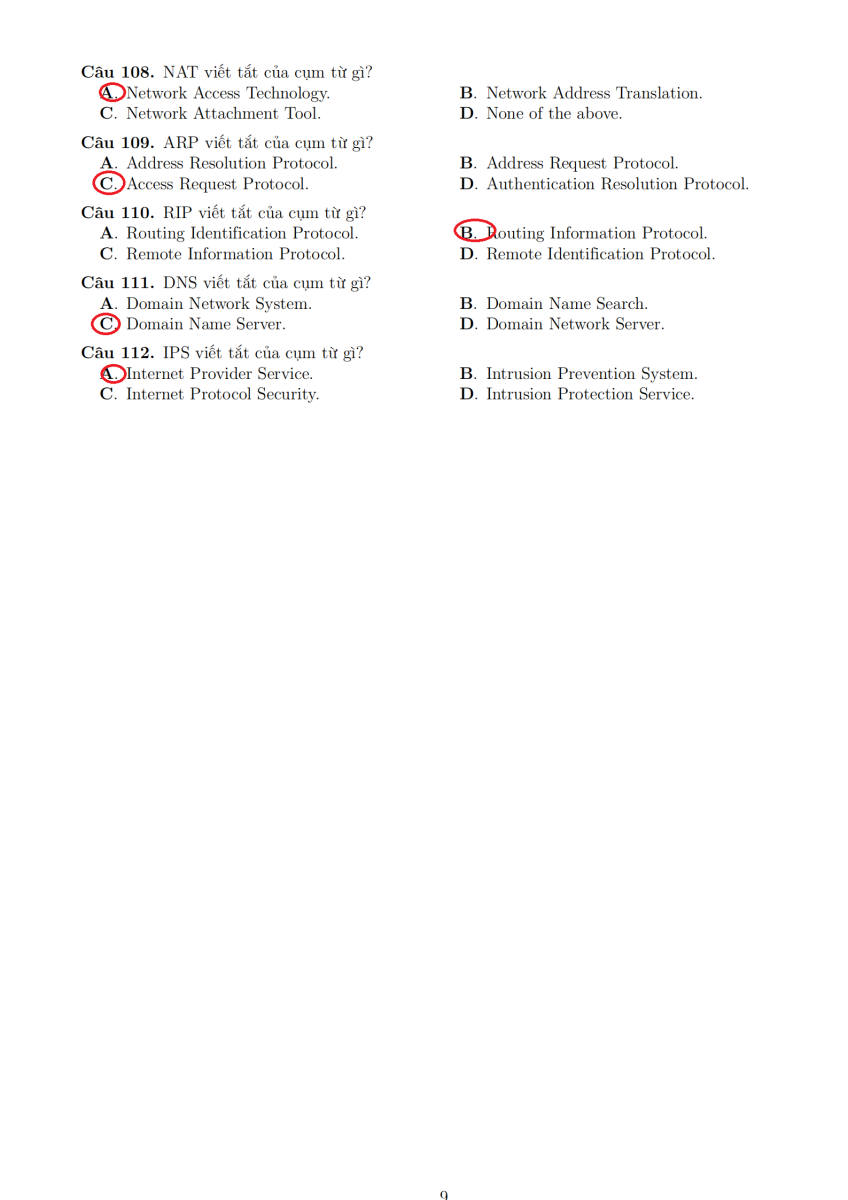 Câu 108. NAT viết tắt của cụm từ gì?
A. Network Access Technology. B. Network Address Translation.
C. Network Attachment Tool. D. None of the above.
Câu 109. ARP viết tắt của cụm từ gì?
A. Address Resolution Protocol. B. Address Request Protocol.
C. Access Request Protocol. D. Authentication Resolution Protocol.
Câu 110. RIP viết tắt của cụm từ gì?
A. Routing Identification Protocol. B. Routing Information Protocol.
C. Remote Information Protocol. D. Remote Identification Protocol.
Câu 111. DNS viết tắt của cụm từ gì?
A. Domain Network System. B. Domain Name Search.
C. Domain Name Server. D. Domain Network Server.
Câu 112. IPS viết tắt của cụm từ gì?
A. Internet Provider Service. B. Intrusion Prevention System.
C. Internet Protocol Security. D. Intrusion Protection Service.
9